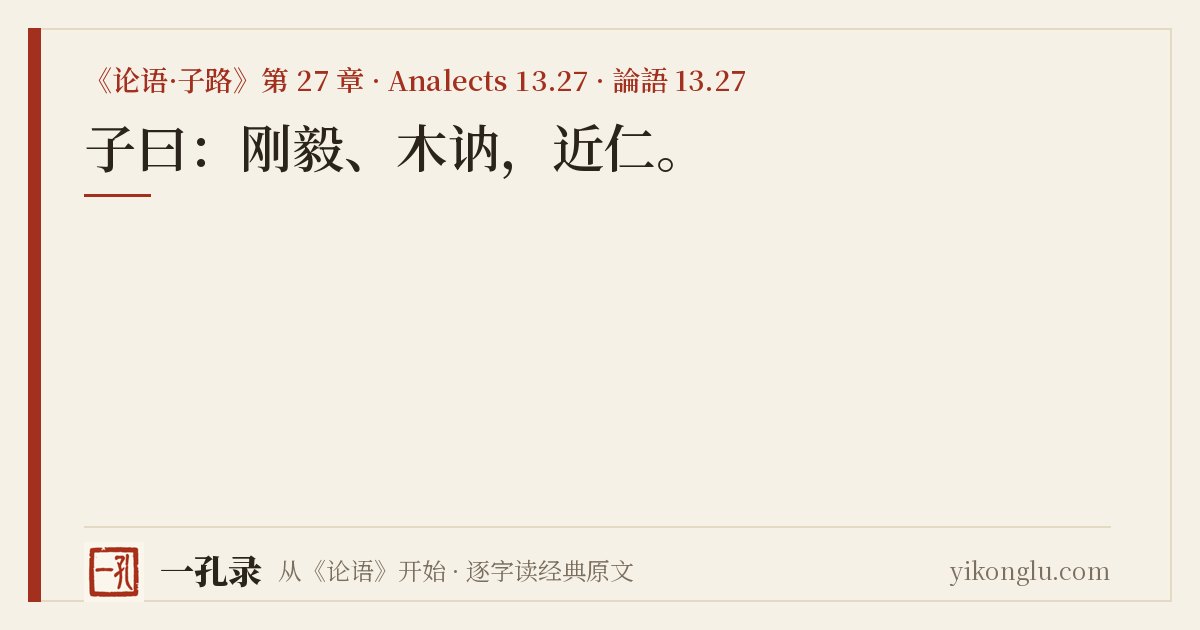 《论语·子路》第 27 章 · Analects 13.27 · 論語 13.27
子曰：刚毅、木讷，近仁。
一孔
一孔录 从《论语》开始 · 逐字读经典原文 yikonglu.com